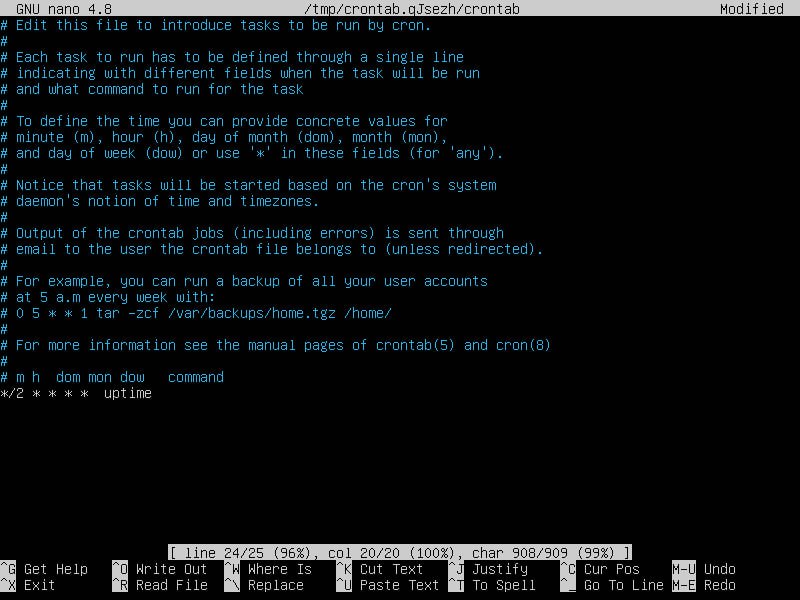 GNU nano 4.8 /tmp/crontab.qJsezh/crontab Modified
# Edit this file to introduce tasks to be run by cron.
#
# Each task to run has to be defined through a single line
# indicating with different fields when the task will be run
# and what command to run for the task
#
# To define the time you can provide concrete values for
# minute (m), hour (h), day of month (dom), month (mon),
# and day of week (dow) or use '*' in these fields (for 'any').
#
# Notice that tasks will be started based on the cron's system
# daemon's notion of time and timezones.
#
# Output of the crontab jobs (including errors) is sent through
# email to the user the crontab file belongs to (unless redirected).
#
# For example, you can run a backup of all your user accounts
# at 5 a.m every week with:
# 0 5 * * 1 tar -zcf /var/backups/home.tgz /home/
#
# For more information see the manual pages of crontab(5) and cron(8)
#
# m h  dom mon dow   command
*/2 * * * *  uptime
[ line 24/25 (96%), col 20/20 (100%), char 908/909 (99%) ]
^G Get Help ^O Write Out ^W Where Is ^K Cut Text ^J Justify ^C Cur Pos M-U Undo
^X Exit ^R Read File ^\ Replace ^U Paste Text ^T To Spell ^_ Go To Line M-E Redo